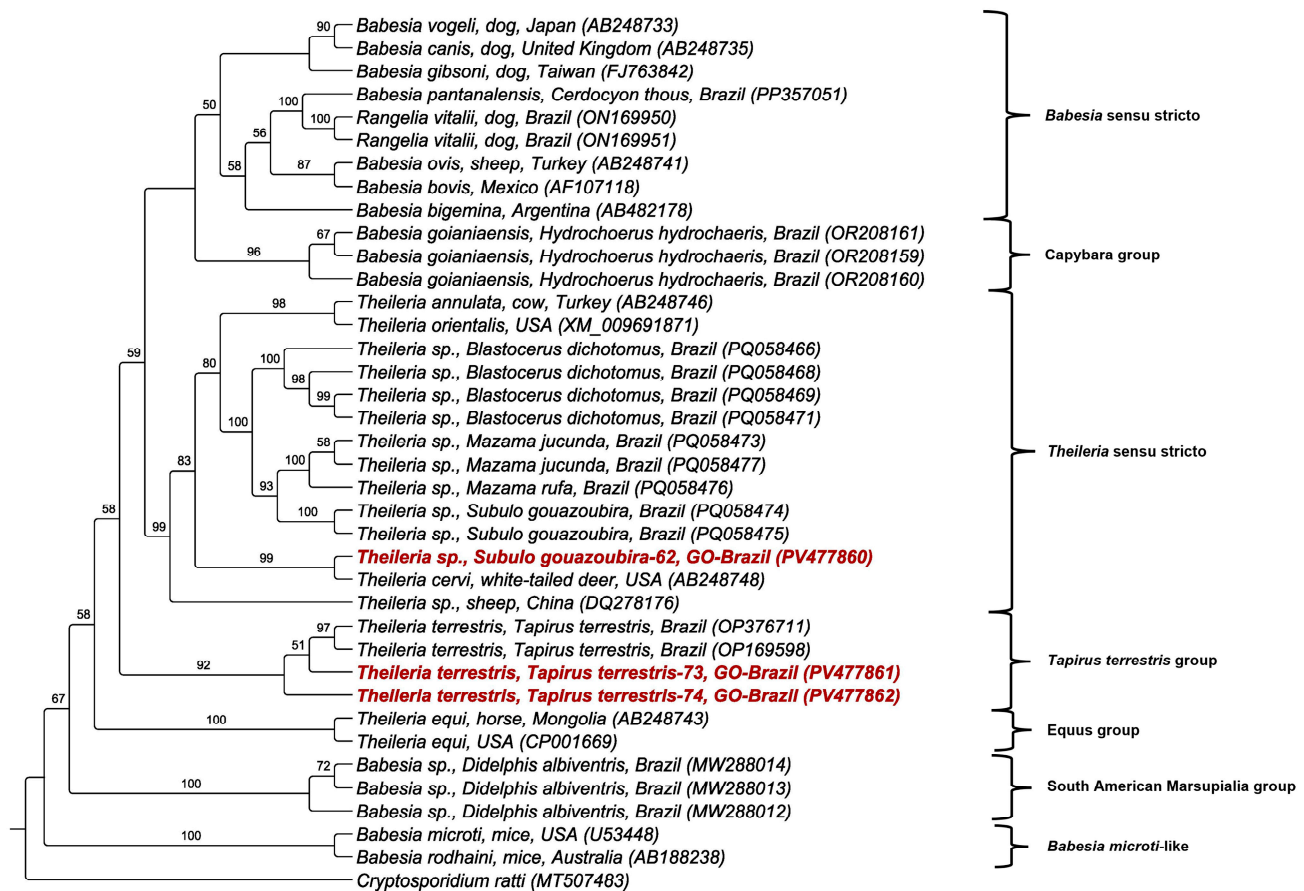 90
Babesia vogeli, dog, Japan (AB248733)
Babesia canis, dog, United Kingdom (AB248735)
Babesia gibsoni, dog, Taiwan (FJ763842)
100
Babesia pantanalensis, Cerdocyon thous, Brazil (PP357051)
50
Babesia sensu stricto
100
Rangelia vitalii, dog, Brazil (ON169950)
56
Rangelia vitalii, dog, Brazil (ON169951)
58
87
Babesia ovis, sheep, Turkey (AB248741)
Babesia bovis, Mexico (AF107118)
Babesia bigemina, Argentina (AB482178)
67
Babesia goianiaensis, Hydrochoerus hydrochaeris, Brazil (OR208161)
96
Babesia goianiaensis, Hydrochoerus hydrochaeris, Brazil (OR208159)
Capybara group
Babesia goianiaensis, Hydrochoerus hydrochaeris, Brazil (OR208160)
98
Theileria annulata, cow, Turkey (AB248746)
Theileria orientalis, USA (XM_009691871)
59
80
100
Theileria sp., Blastocerus dichotomus, Brazil (PQ058466)
98
Theileria sp., Blastocerus dichotomus, Brazil (PQ058468)
99
Theileria sp., Blastocerus dichotomus, Brazil (PQ058469)
100
Theileria sp., Blastocerus dichotomus, Brazil (PQ058471)
58
Theileria sp., Mazama jucunda, Brazil (PQ058473)
Theileria sensu stricto
83
100
Theileria sp., Mazama jucunda, Brazil (PQ058477)
93
Theileria sp., Mazama rufa, Brazil (PQ058476)
100
Theileria sp., Subulo gouazoubira, Brazil (PQ058474)
58
99
Theileria sp., Subulo gouazoubira, Brazil (PQ058475)
99
Theileria sp., Subulo gouazoubira-62, GO-Brazil (PV477860)
Theileria cervi, white-tailed deer, USA (AB248748)
Theileria sp., sheep, China (DQ278176)
58
97
Theileria terrestris, Tapirus terrestris, Brazil (OP376711)
51
Theileria terrestris, Tapirus terrestris, Brazil (OP169598)
92
Theileria terrestris, Tapirus terrestris-73, GO-Brazil (PV477861)
Tapirus terrestris group
Theileria terrestris, Tapirus terrestris-74, GO-Brazil (PV477862)
67
100
Theileria equi, horse, Mongolia (AB248743)
Equus group
Theileria equi, USA (CP001669)
72
Babesia sp., Didelphis albiventris, Brazil (MW288014)
100
Babesia sp., Didelphis albiventris, Brazil (MW288013)
South American Marsupialia group
Babesia sp., Didelphis albiventris, Brazil (MW288012)
100
Babesia microti, mice, USA (U53448)
Babesia microti-like
Babesia rodhaini, mice, Australia (AB188238)
Cryptosporidium ratti (MT507483)